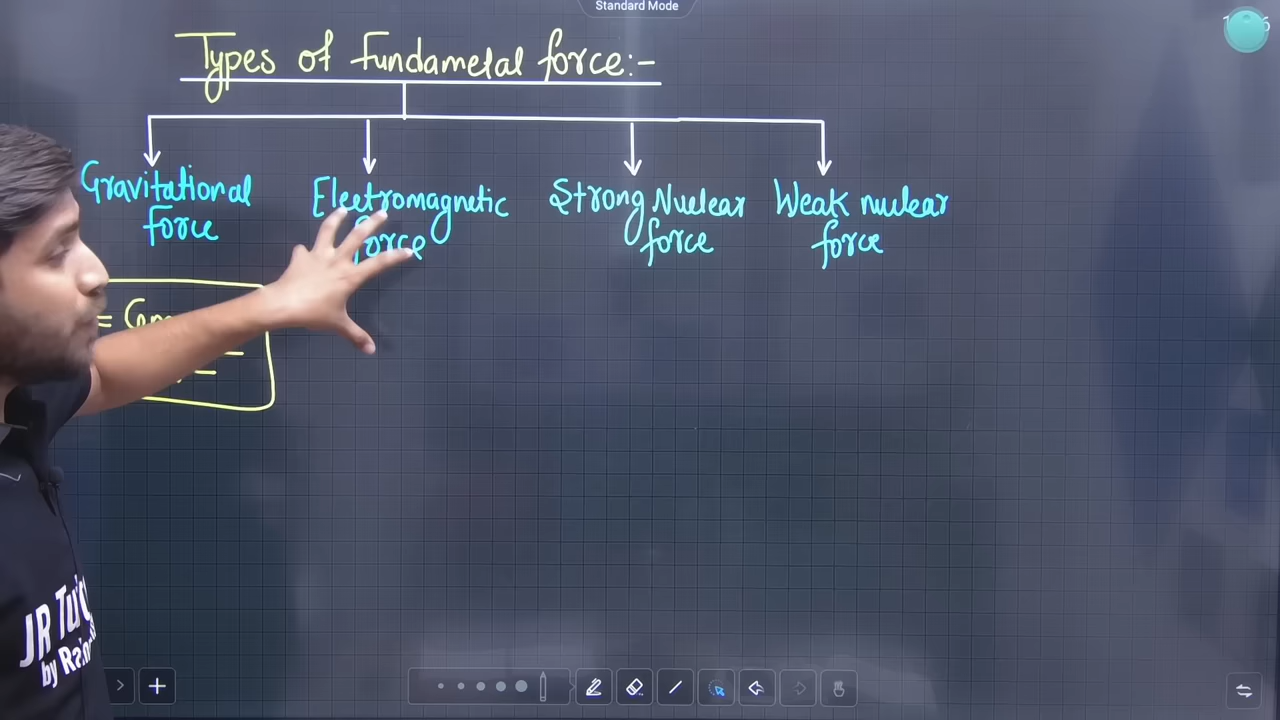 Standard Mode
Types of Fundametal force:-
Gravitational
force
Electromagnetic
force
Strong Nuclear
force
Weak nuclear
force
=
JR
by